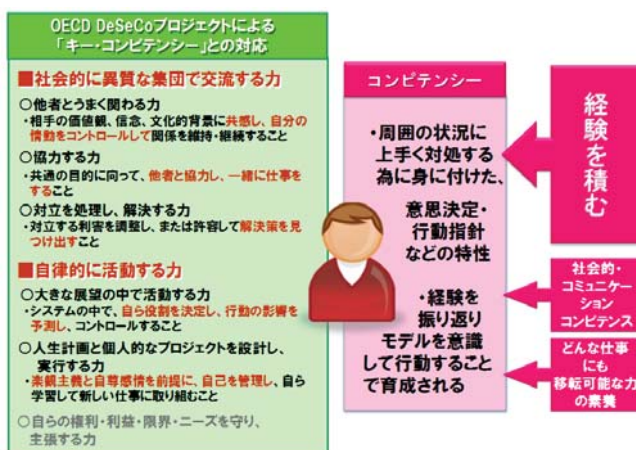 OECD DeSeCoプロジェクトによる
「キー・コンピテンシー」との対応
■社会的に異質な集団で交流する力
○他者とうまく関わる力
・相手の価値観、信念、文化的背景に共感し、自分の
情動をコントロールして関係を維持・継続すること
○協力する力
・共通の目的に向って、他者と協力し、一緒に仕事を
すること
○対立を処理し、解決する力
・対立する利害を調整し、または許容して解決策を見
つけ出すこと
■自律的に活動する力
○大きな展望の中で活動する力
・システムの中で、自ら役割を決定し、行動の影響を
予測し、コントロールすること
○人生計画と個人的なプロジェクトを設計し、
実行する力
・楽観主義と自尊感情を前提に、自己を管理し、自ら
学習して新しい仕事に取り組むこと
○自らの権利・利益・限界・ニーズを守り、
主張する力
コンピテンシー
・周囲の状況に
上手く対処する
為に身に付けた、
意思決定・
行動指針
などの特性
・経験を
振り返り
モデルを意識
して行動すること
で育成される
経験を積む
社会的・
コミュニケー
ション
コンピテンス
どんな仕事
にも
移転可能な力
の素養